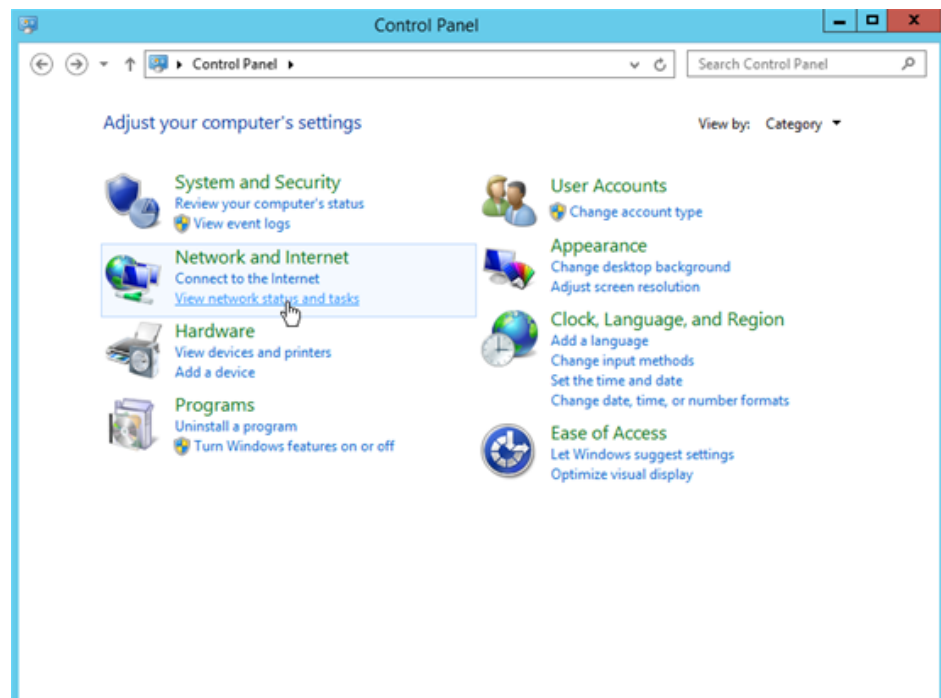 Control Panel
Control Panel
Search Control Panel
Adjust your computer's settings
View by: Category
System and Security
Review your computer's status
View event logs
Network and Internet
Connect to the Internet
View network status and tasks
Hardware
View devices and printers
Add a device
Programs
Uninstall a program
Turn Windows features on or off
User Accounts
Change account type
Appearance
Change desktop background
Adjust screen resolution
Clock, Language, and Region
Add a language
Change input methods
Set the time and date
Change date, time, or number formats
Ease of Access
Let Windows suggest settings
Optimize visual display